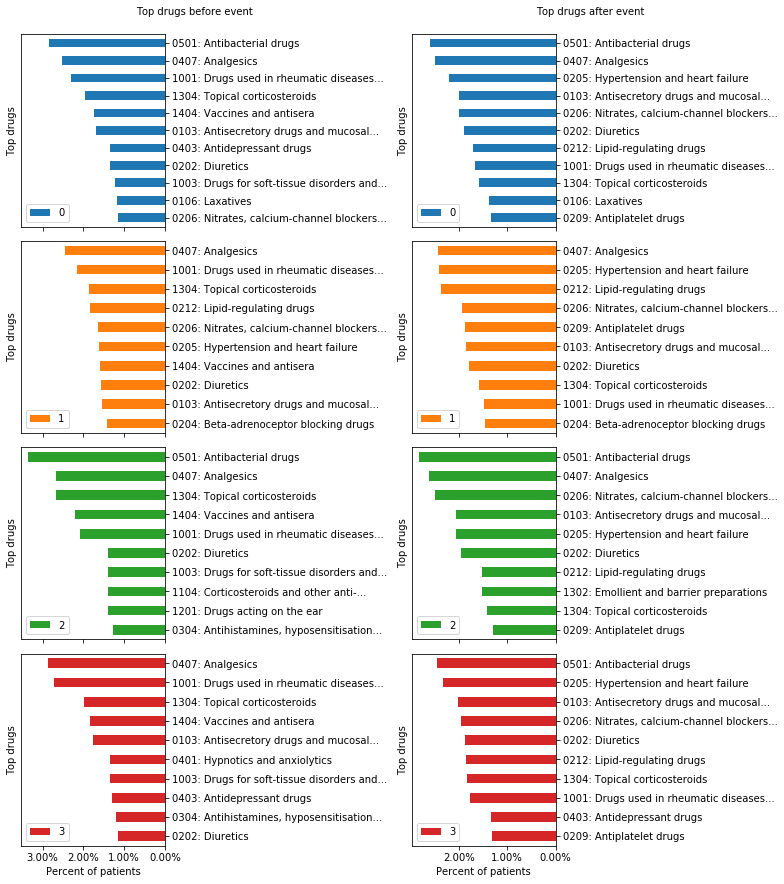 Top drugs before event
Top drugs
0501: Antibacterial drugs
0407: Analgesics
1001: Drugs used in rheumatic diseases...
1304: Topical corticosteroids
1404: Vaccines and antisera
0103: Antisecretory drugs and mucosal...
0403: Antidepressant drugs
0202: Diuretics
1003: Drugs for soft-tissue disorders and...
0106: Laxatives
0206: Nitrates, calcium-channel blockers...
0
Top drugs
0407: Analgesics
1001: Drugs used in rheumatic diseases...
1304: Topical corticosteroids
0212: Lipid-regulating drugs
0206: Nitrates, calcium-channel blockers...
0205: Hypertension and heart failure
1404: Vaccines and antisera
0202: Diuretics
0103: Antisecretory drugs and mucosal...
0204: Beta-adrenoceptor blocking drugs
1
Top drugs
0501: Antibacterial drugs
0407: Analgesics
1304: Topical corticosteroids
1404: Vaccines and antisera
1001: Drugs used in rheumatic diseases...
0202: Diuretics
1003: Drugs for soft-tissue disorders and...
1104: Corticosteroids and other anti-...
1201: Drugs acting on the ear
0304: Antihistamines, hyposensitisation...
2
Top drugs
0407: Analgesics
1001: Drugs used in rheumatic diseases...
1304: Topical corticosteroids
1404: Vaccines and antisera
0103: Antisecretory drugs and mucosal...
0401: Hypnotics and anxiolytics
1003: Drugs for soft-tissue disorders and...
0403: Antidepressant drugs
0304: Antihistamines, hyposensitisation...
0202: Diuretics
3
3.00% 2.00% 1.00% 0.00%
Percent of patients
Top drugs after event
Top drugs
0501: Antibacterial drugs
0407: Analgesics
0205: Hypertension and heart failure
0103: Antisecretory drugs and mucosal...
0206: Nitrates, calcium-channel blockers...
0202: Diuretics
0212: Lipid-regulating drugs
1001: Drugs used in rheumatic diseases...
1304: Topical corticosteroids
0106: Laxatives
0209: Antiplatelet drugs
0
Top drugs
0407: Analgesics
0205: Hypertension and heart failure
0212: Lipid-regulating drugs
0206: Nitrates, calcium-channel blockers...
0209: Antiplatelet drugs
0103: Antisecretory drugs and mucosal...
0202: Diuretics
1304: Topical corticosteroids
1001: Drugs used in rheumatic diseases...
0204: Beta-adrenoceptor blocking drugs
1
Top drugs
0501: Antibacterial drugs
0407: Analgesics
0206: Nitrates, calcium-channel blockers...
0103: Antisecretory drugs and mucosal...
0205: Hypertension and heart failure
0202: Diuretics
0212: Lipid-regulating drugs
1302: Emollient and barrier preparations
1304: Topical corticosteroids
0209: Antiplatelet drugs
2
Top drugs
0501: Antibacterial drugs
0205: Hypertension and heart failure
0103: Antisecretory drugs and mucosal...
0206: Nitrates, calcium-channel blockers...
0202: Diuretics
0212: Lipid-regulating drugs
1304: Topical corticosteroids
1001: Drugs used in rheumatic diseases...
0403: Antidepressant drugs
0209: Antiplatelet drugs
3
2.00% 1.00% 0.00%
Percent of patients